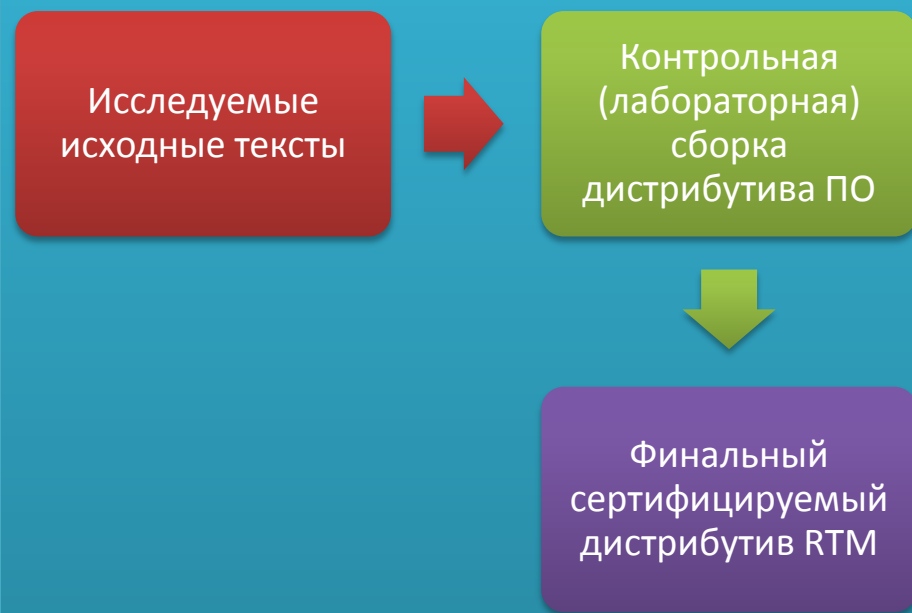 Исследуемые
исходные тексты
Контрольная
(лабораторная)
сборка
дистрибутива ПО
Финальный
сертифицируемый
дистрибутив RTM